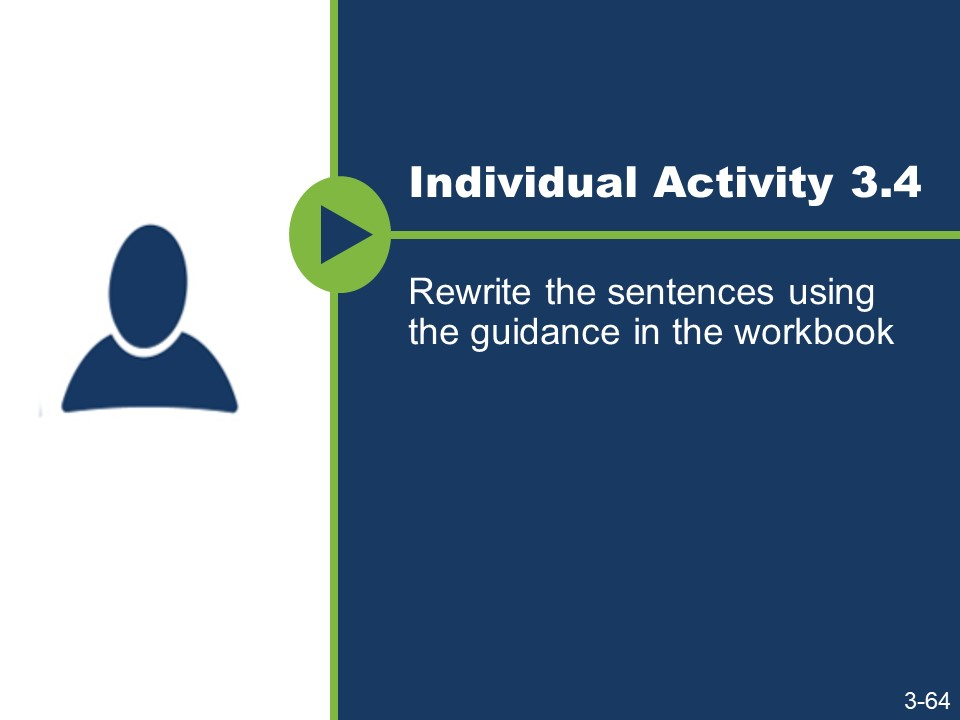 Individual Activity 3.4
Rewrite the sentences using
the guidance in the workbook
3-64